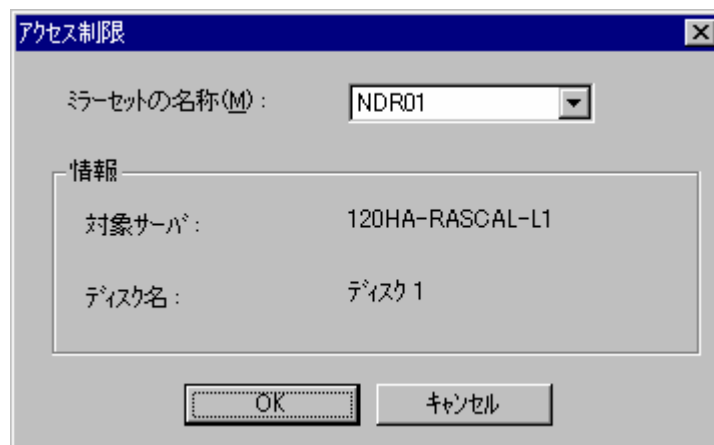 アクセス制限
ﾐﾗｰｾｯﾄの名称(M) : NDR01
情報
対象ｻｰﾊﾞ : 120HA-RASCAL-L1
ﾃﾞｨｽｸ名 : ﾃﾞｨｽｸ 1
OK ｷｬﾝｾﾙ